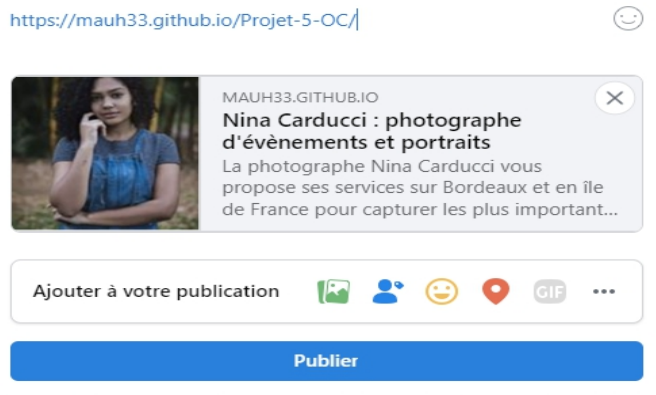 https://mauh33.github.io/Projet-5-OC/
MAUH33.GITHUB.IO
Nina Carducci : photographe
d'évènements et portraits
La photographe Nina Carducci vous
propose ses services sur Bordeaux et en île
de France pour capturer les plus important...
Ajouter à votre publication
GIF
Publier